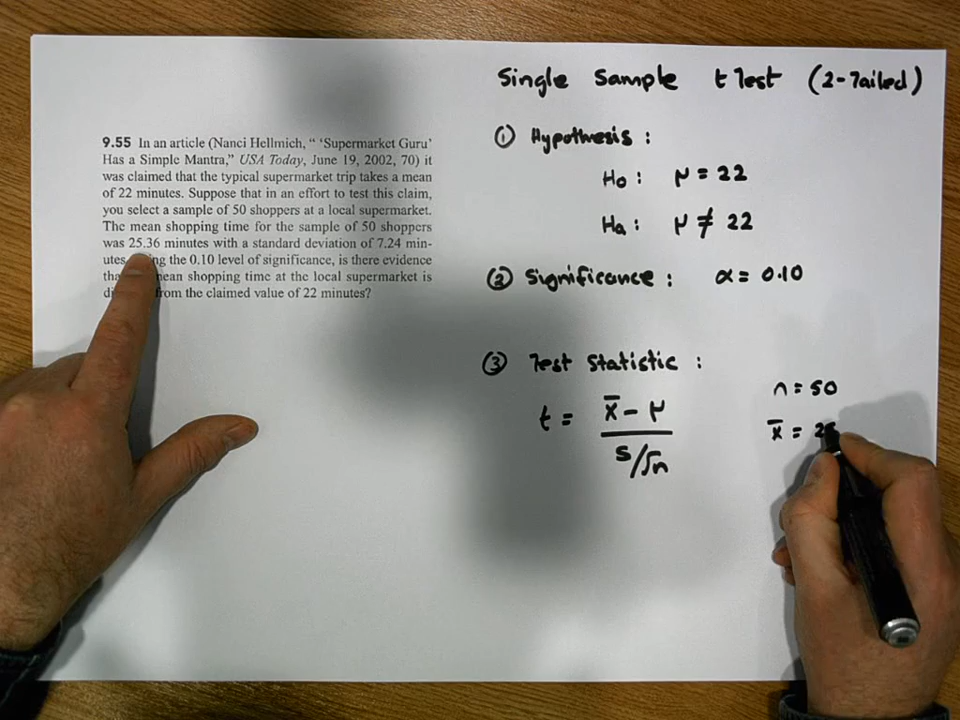 9.55 In an article (Nanci Hellmich, “ ‘Supermarket Guru’
Has a Simple Mantra,” USA Today, June 19, 2002, 70) it
was claimed that the typical supermarket trip takes a mean
of 22 minutes. Suppose that in an effort to test this claim,
you select a sample of 50 shoppers at a local supermarket.
The mean shopping time for the sample of 50 shoppers
was 25.36 minutes with a standard deviation of 7.24 min-
utes the 0.10 level of significance, is there evidence
mean shopping time at the local supermarket is
from the claimed value of 22 minutes?
Single Sample t Test (2-Tailed)
① Hypothesis :
Ho : μ = 22
Ha : μ ≠ 22
② Significance : α = 0.10
③ Test Statistic :
n = 50
t = x̄ - μ / s/√n
x̄ =